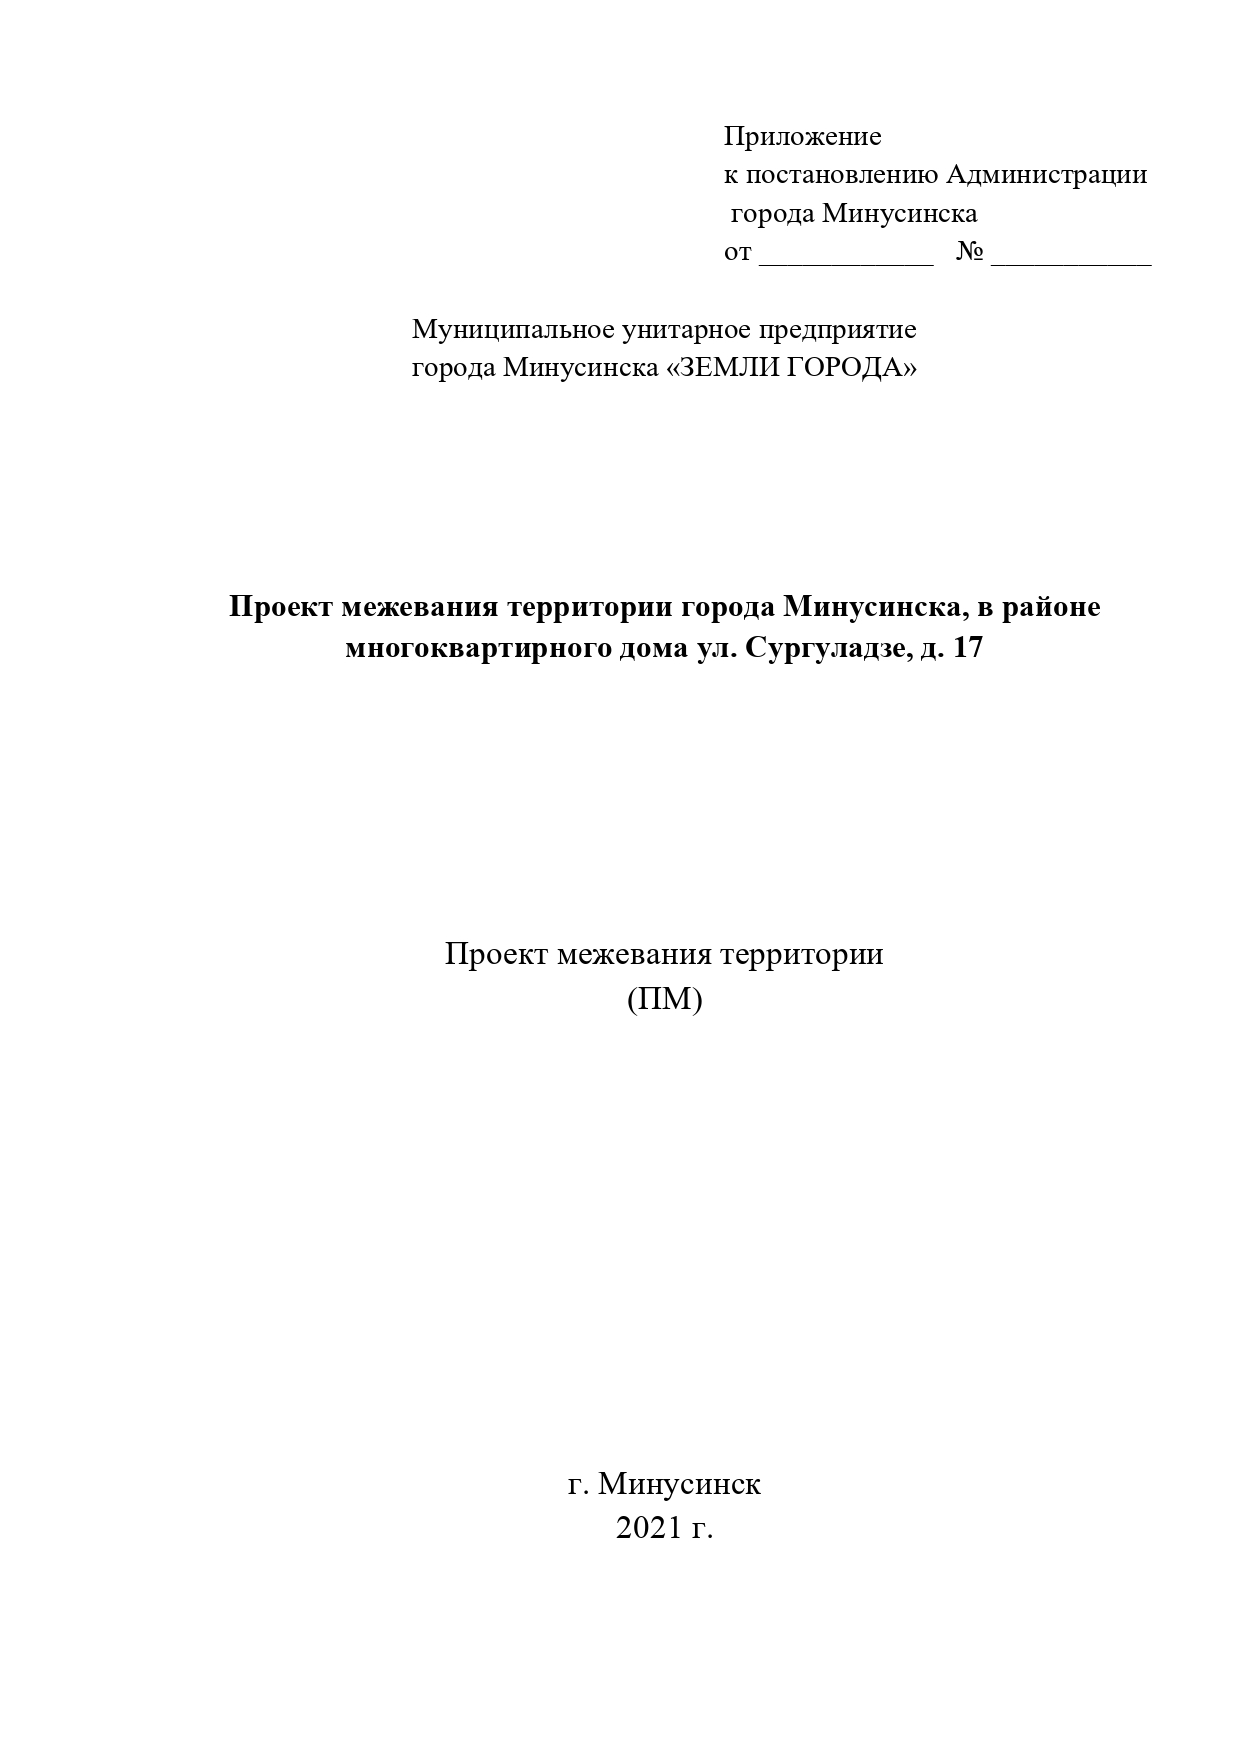 Приложение
к постановлению Администрации
города Минусинска
от ____________ № ___________
Муниципальное унитарное предприятие
города Минусинска «ЗЕМЛИ ГОРОДА»
Проект межевания территории города Минусинска, в районе
многоквартирного дома ул. Сургуладзе, д. 17
Проект межевания территории
(ПМ)
г. Минусинск
2021 г.